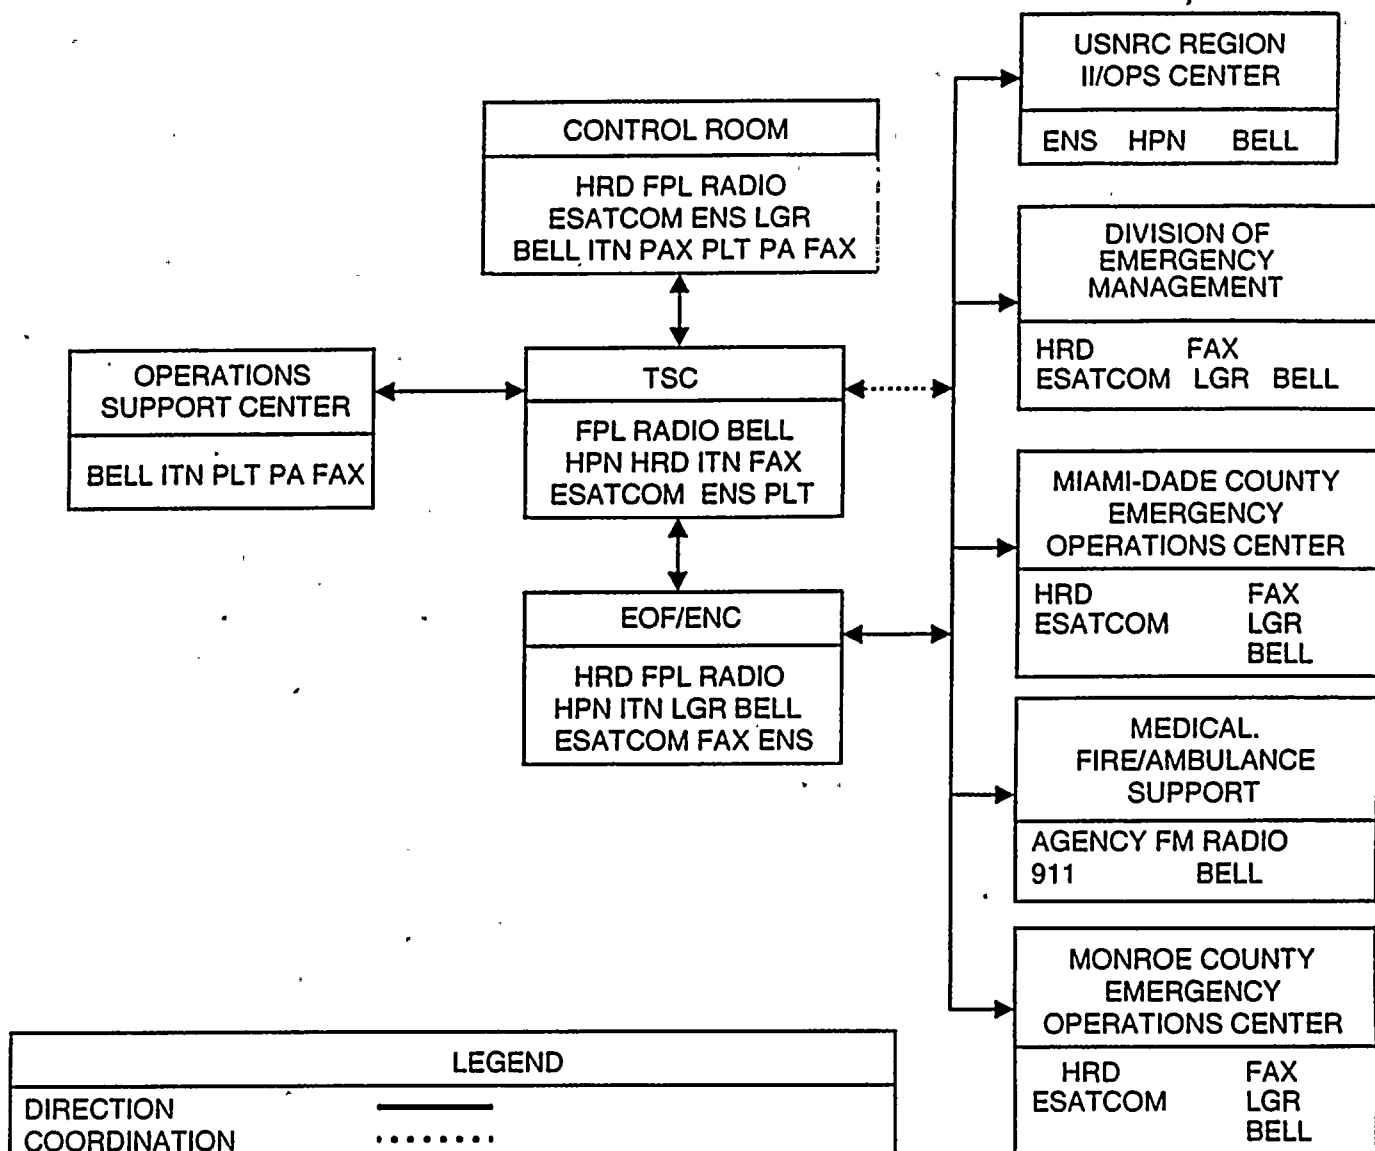 USNRC REGION
II/OPS CENTER
ENS HPN BELL
CONTROL ROOM
HRD FPL RADIO
ESATCOM ENS LGR
BELL ITN PAX PLT PA FAX
DIVISION OF
EMERGENCY
MANAGEMENT
HRD FAX
ESATCOM LGR BELL
OPERATIONS
SUPPORT CENTER
BELL ITN PLT PA FAX
TSC
FPL RADIO BELL
HPN HRD ITN FAX
ESATCOM ENS PLT
MIAMI-DADE COUNTY
EMERGENCY
OPERATIONS CENTER
HRD FAX
ESATCOM LGR
BELL
EOF/ENC
HRD FPL RADIO
HPN ITN LGR BELL
ESATCOM FAX ENS
MEDICAL.
FIRE/AMBULANCE
SUPPORT
AGENCY FM RADIO
911 BELL
MONROE COUNTY
EMERGENCY
OPERATIONS CENTER
HRD FAX
ESATCOM LGR
BELL
LEGEND
DIRECTION
COORDINATION